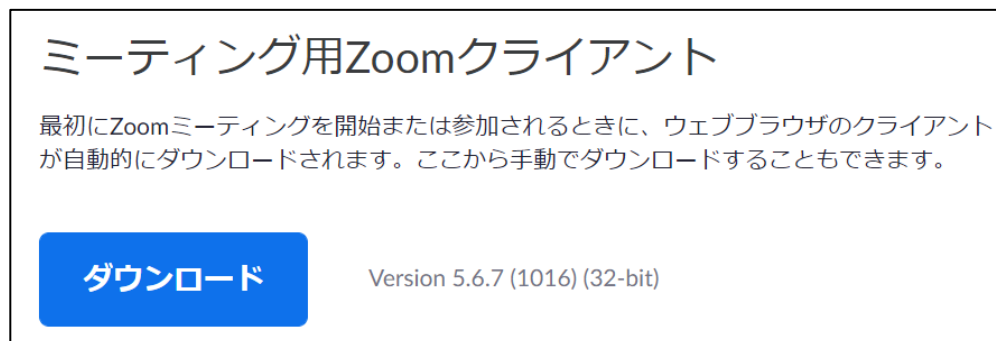 ミーティング用Zoomクライアント
最初にZoomミーティングを開始または参加されるときに、ウェブブラウザのクライアント
が自動的にダウンロードされます。ここから手動でダウンロードすることもできます。
ダウンロード
Version 5.6.7 (1016) (32-bit)